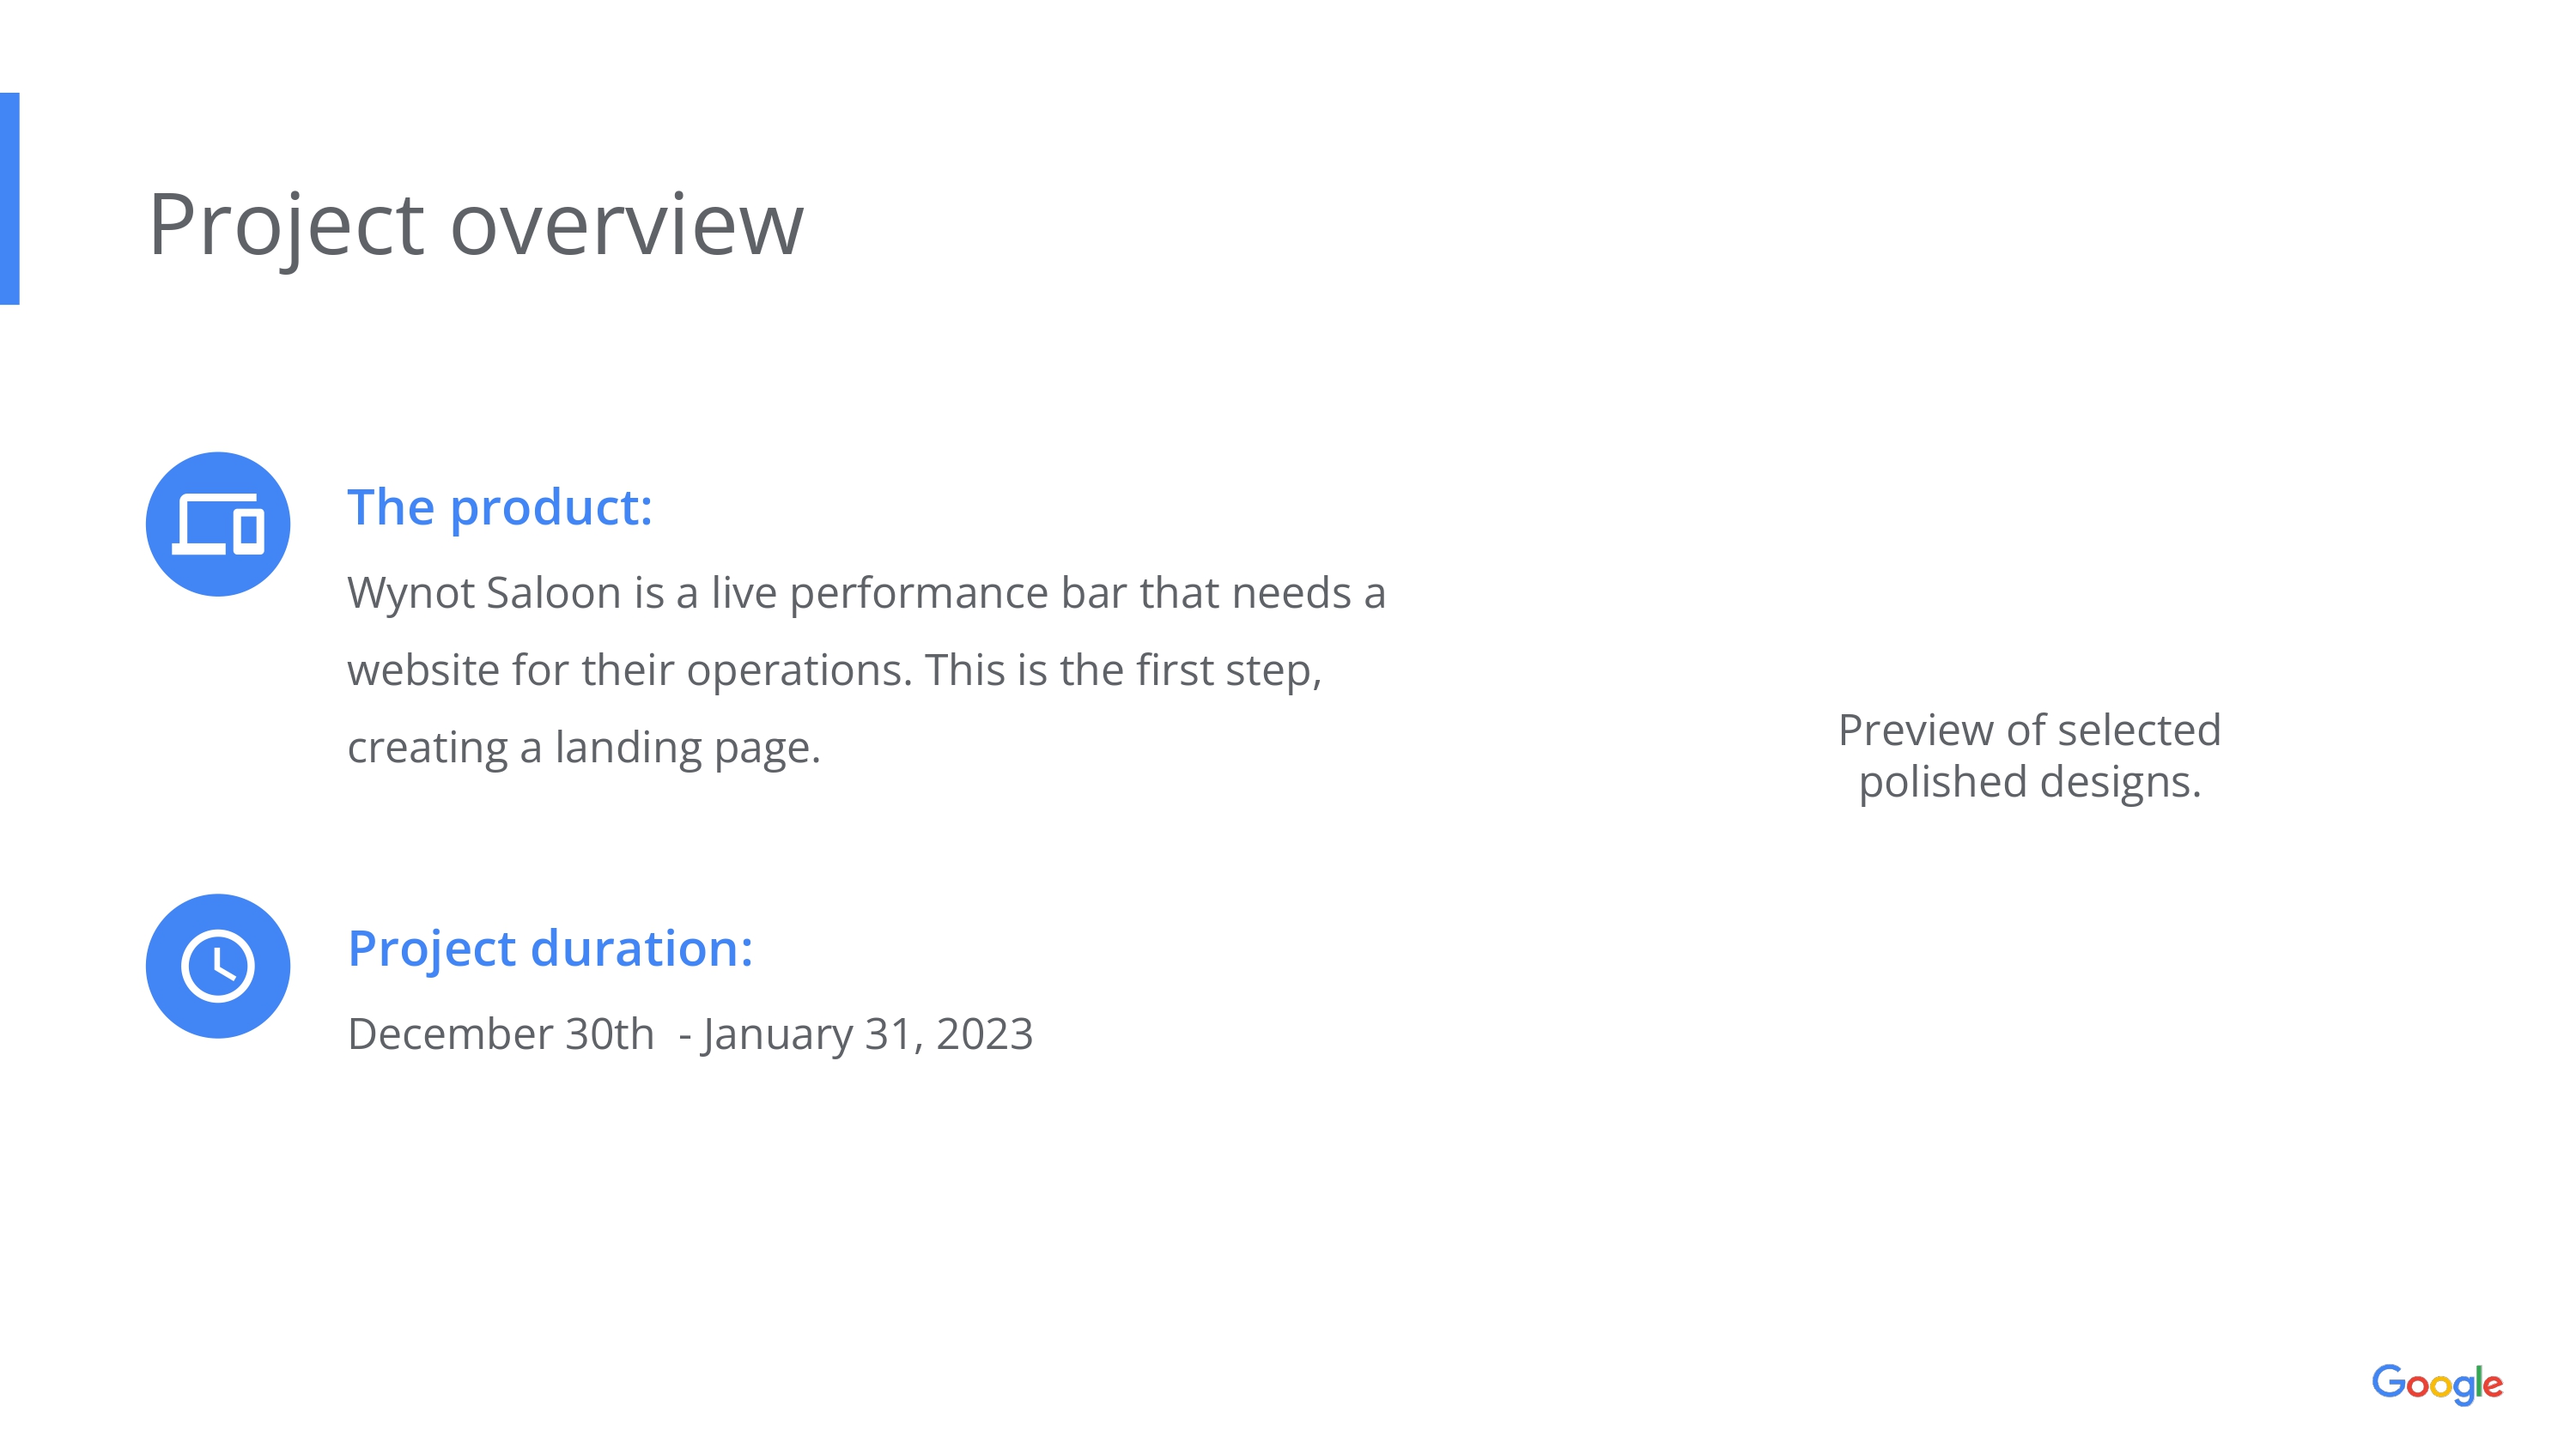 Project overview
The product:
Wynot Saloon is a live performance bar that needs a
website for their operations. This is the first step,
creating a landing page.
Preview of selected
polished designs.
Project duration:
December 30th  - January 31, 2023
Google